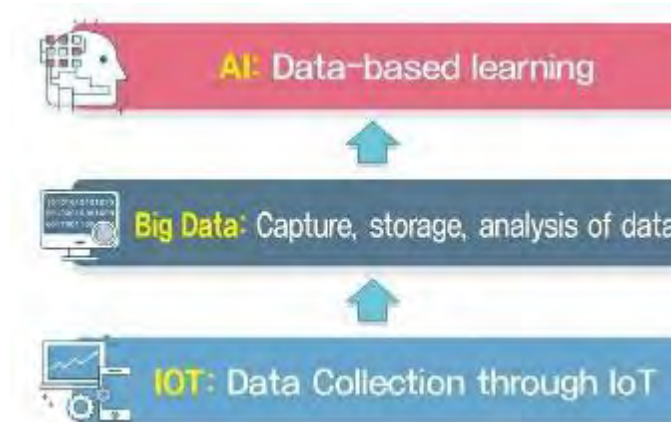 AI: Data-based learning
Big Data: Capture, storage, analysis of data
IOT: Data Collection through IoT